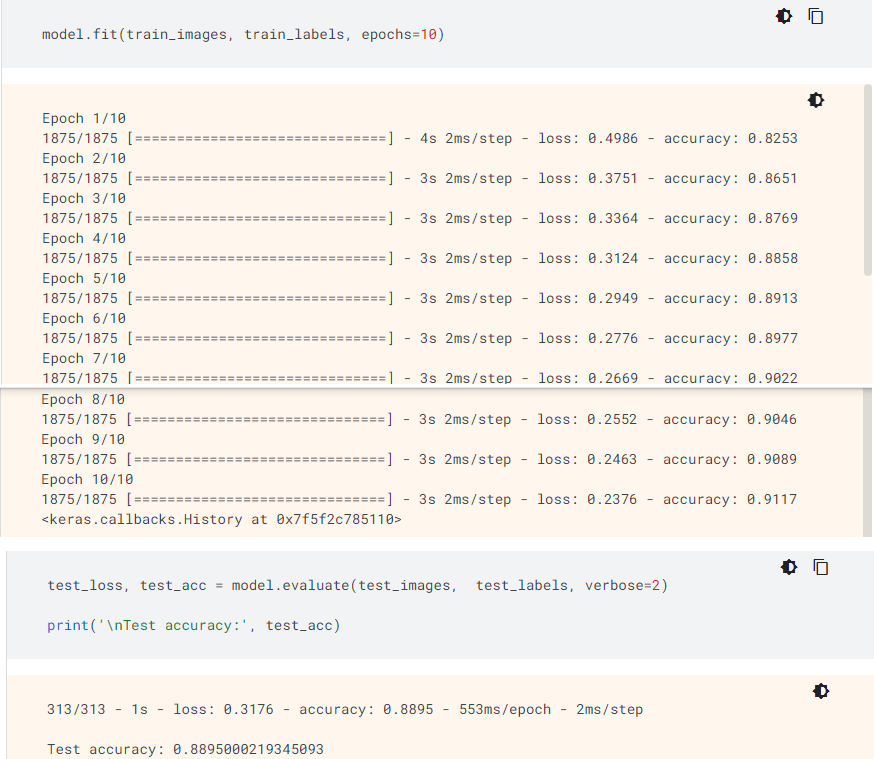 model.fit(train_images, train_labels, epochs=10)
Epoch 1/10
1875/1875 [==============================] - 4s 2ms/step - loss: 0.4986 - accuracy: 0.8253
Epoch 2/10
1875/1875 [==============================] - 3s 2ms/step - loss: 0.3751 - accuracy: 0.8651
Epoch 3/10
1875/1875 [==============================] - 3s 2ms/step - loss: 0.3364 - accuracy: 0.8769
Epoch 4/10
1875/1875 [==============================] - 3s 2ms/step - loss: 0.3124 - accuracy: 0.8858
Epoch 5/10
1875/1875 [==============================] - 3s 2ms/step - loss: 0.2949 - accuracy: 0.8913
Epoch 6/10
1875/1875 [==============================] - 3s 2ms/step - loss: 0.2776 - accuracy: 0.8977
Epoch 7/10
1875/1875 [==============================] - 3s 2ms/step - loss: 0.2669 - accuracy: 0.9022
Epoch 8/10
1875/1875 [==============================] - 3s 2ms/step - loss: 0.2552 - accuracy: 0.9046
Epoch 9/10
1875/1875 [==============================] - 3s 2ms/step - loss: 0.2463 - accuracy: 0.9089
Epoch 10/10
1875/1875 [==============================] - 3s 2ms/step - loss: 0.2376 - accuracy: 0.9117
<keras.callbacks.History at 0x7f5f2c785110>
test_loss, test_acc = model.evaluate(test_images,  test_labels, verbose=2)
print('\nTest accuracy:', test_acc)
313/313 - 1s - loss: 0.3176 - accuracy: 0.8895 - 553ms/epoch - 2ms/step
Test accuracy: 0.8895000219345093